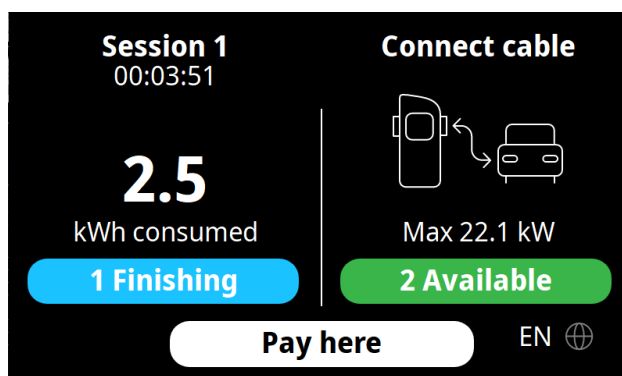 Session 1
00:03:51
2.5
kWh consumed
1 Finishing
Connect cable
Max 22.1 kW
2 Available
Pay here
EN